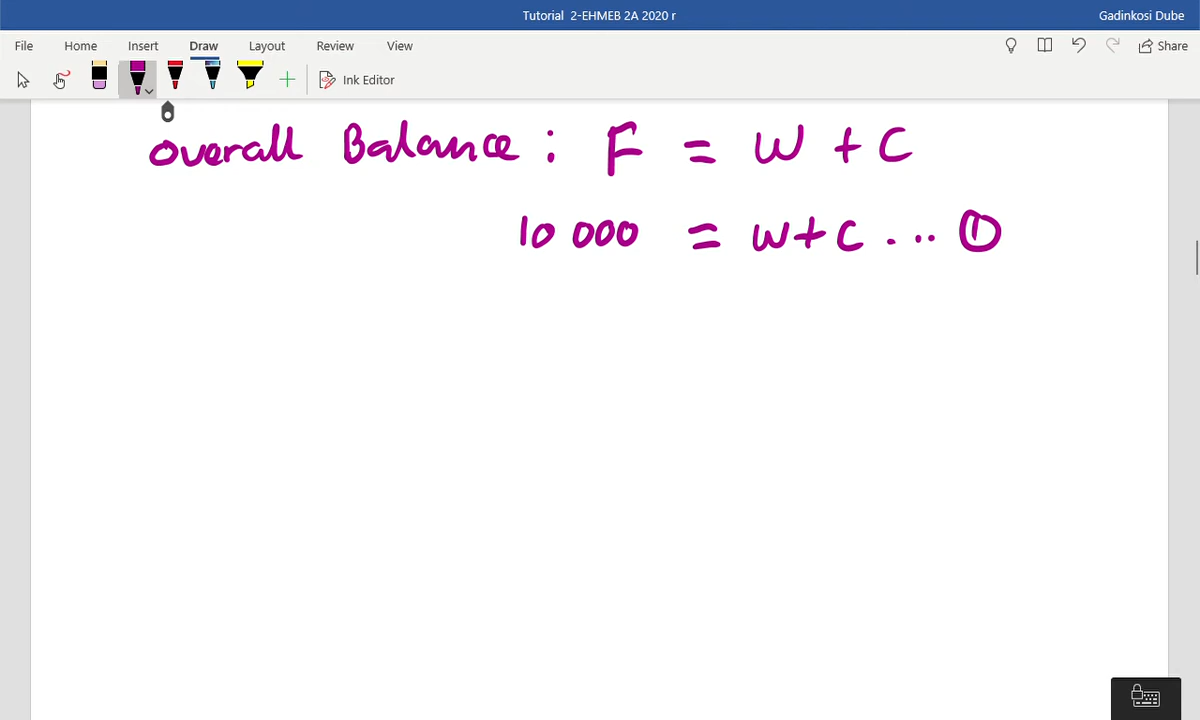 Tutorial 2-EHMEB 2A 2020 r
Gadinkosi Dube
File Home Insert Draw Layout Review View
Share
Ink Editor
Overall Balance : F = W + C
10 000 = W + C ... ①